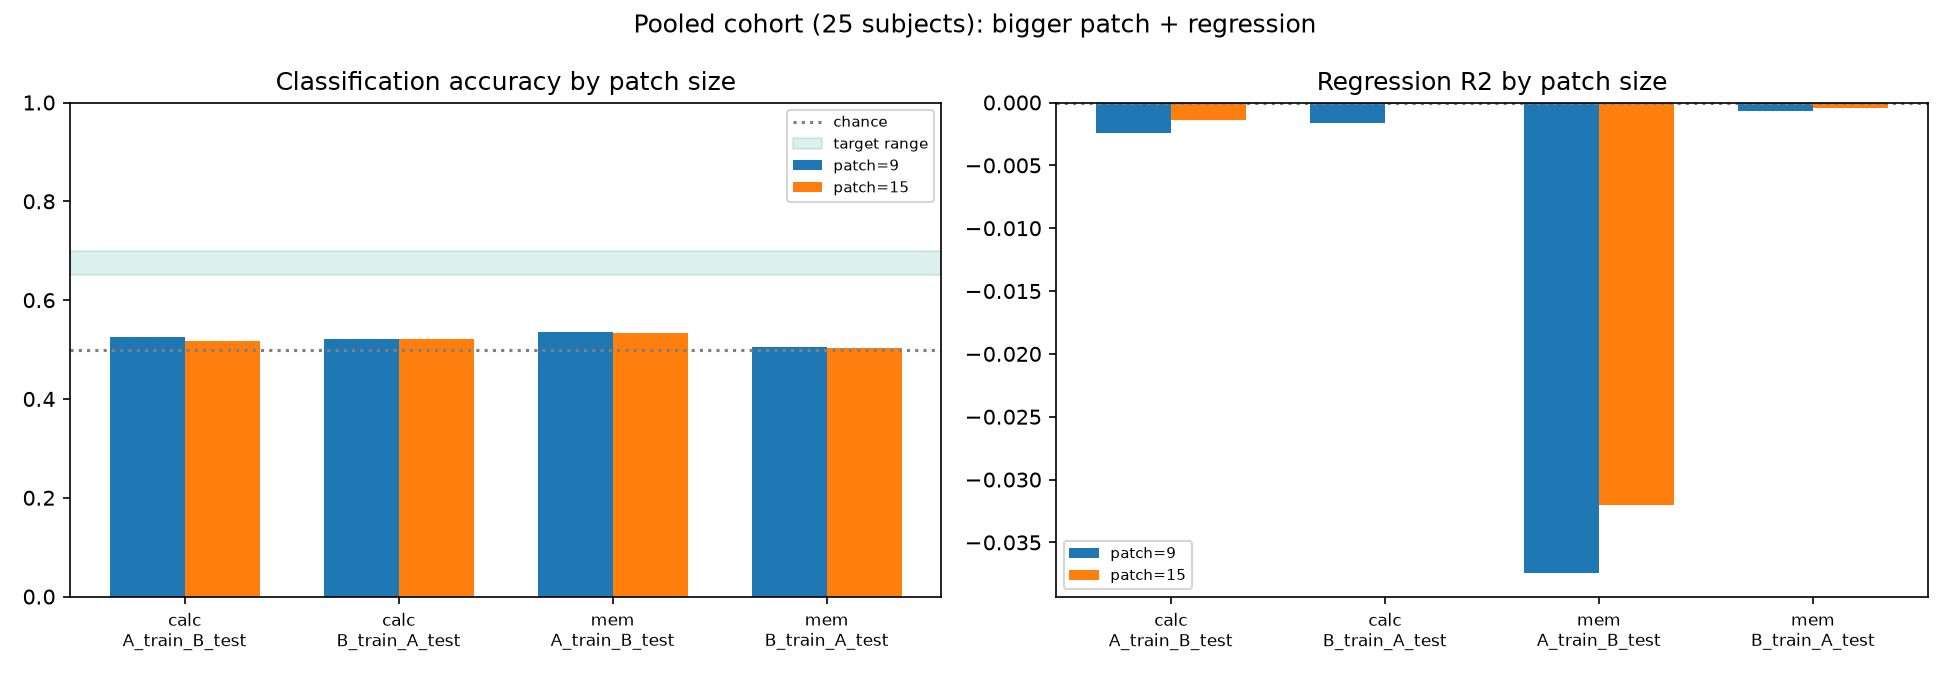 Pooled cohort (25 subjects): bigger patch + regression
Classification accuracy by patch size
1.0
0.8
0.6
0.4
0.2
0.0
chance
target range
patch=9
patch=15
calc
A_train_B_test
calc
B_train_A_test
mem
A_train_B_test
mem
B_train_A_test
Regression R2 by patch size
0.000
−0.005
−0.010
−0.015
−0.020
−0.025
−0.030
−0.035
patch=9
patch=15
calc
A_train_B_test
calc
B_train_A_test
mem
A_train_B_test
mem
B_train_A_test